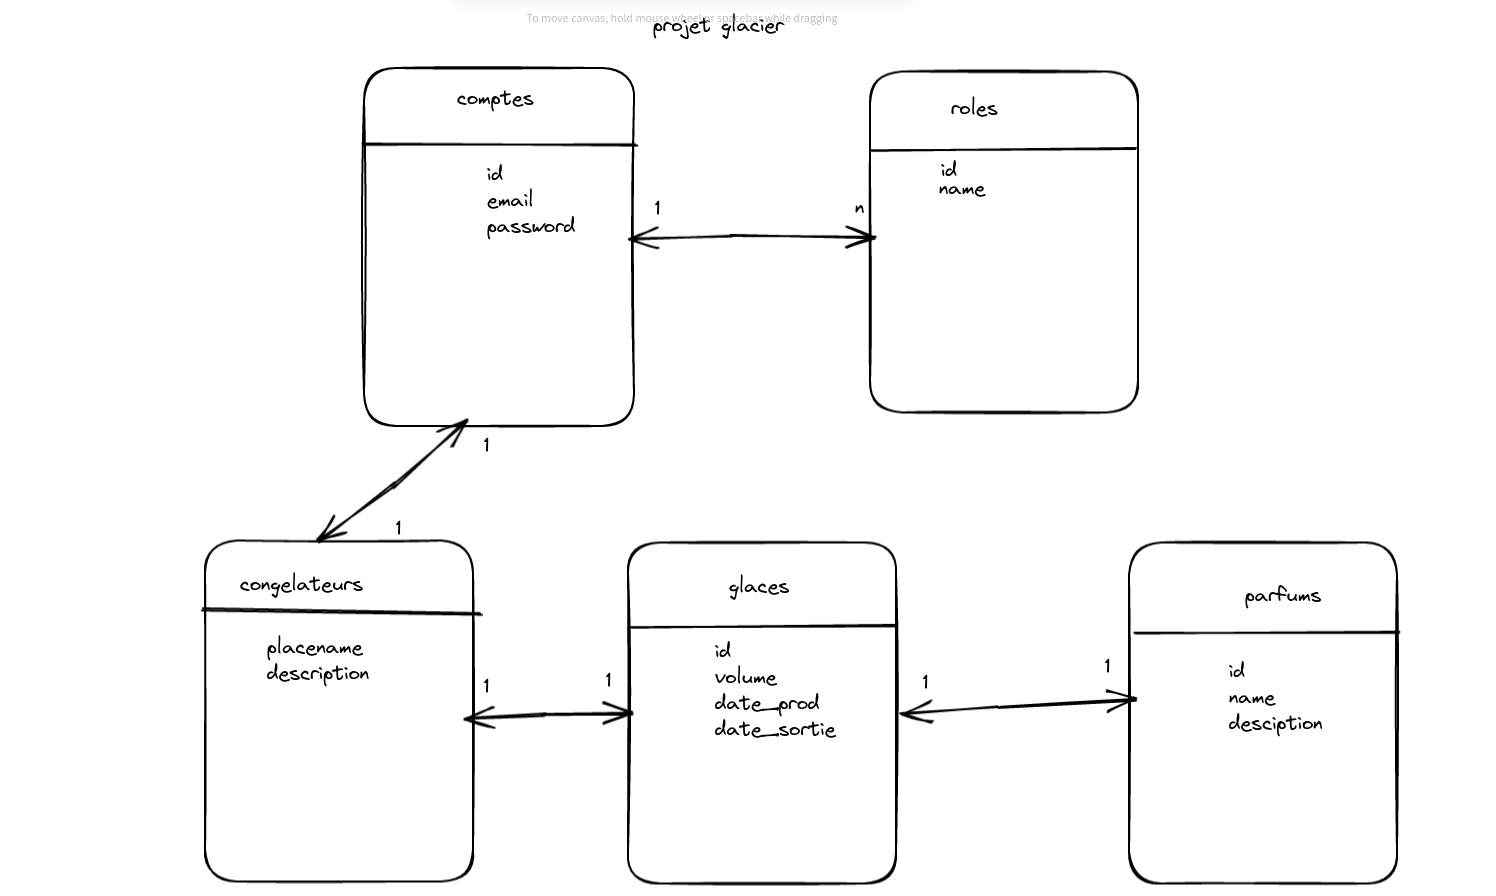 To move canvas, hold mouse wheel or spacebar while dragging
projet glacier
comptes
id
email
password
1
n
roles
id
name
1
1
congelateurs
placename
description
1
1
glaces
id
volume
date_prod
date_sortie
1
1
parfums
id
name
desciption